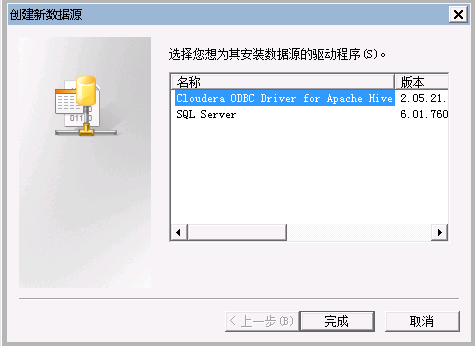 创建新数据源
选择您想为其安装数据源的驱动程序(S)。
名称 版本
Cloudera ODBC Driver for Apache Hive 2.05.21.
SQL Server 6.01.760
< 上一步(B) 完成 取消